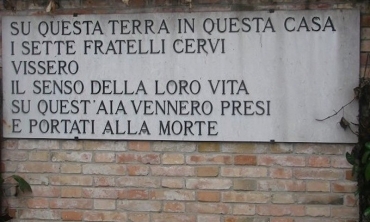 SU QUESTA TERRA IN QUESTA CASA
I SETTE FRATELLI CERVI
VISSERO
IL SENSO DELLA LORO VITA
SU QUEST'AIA VENNERO PRESI
E PORTATI ALLA MORTE